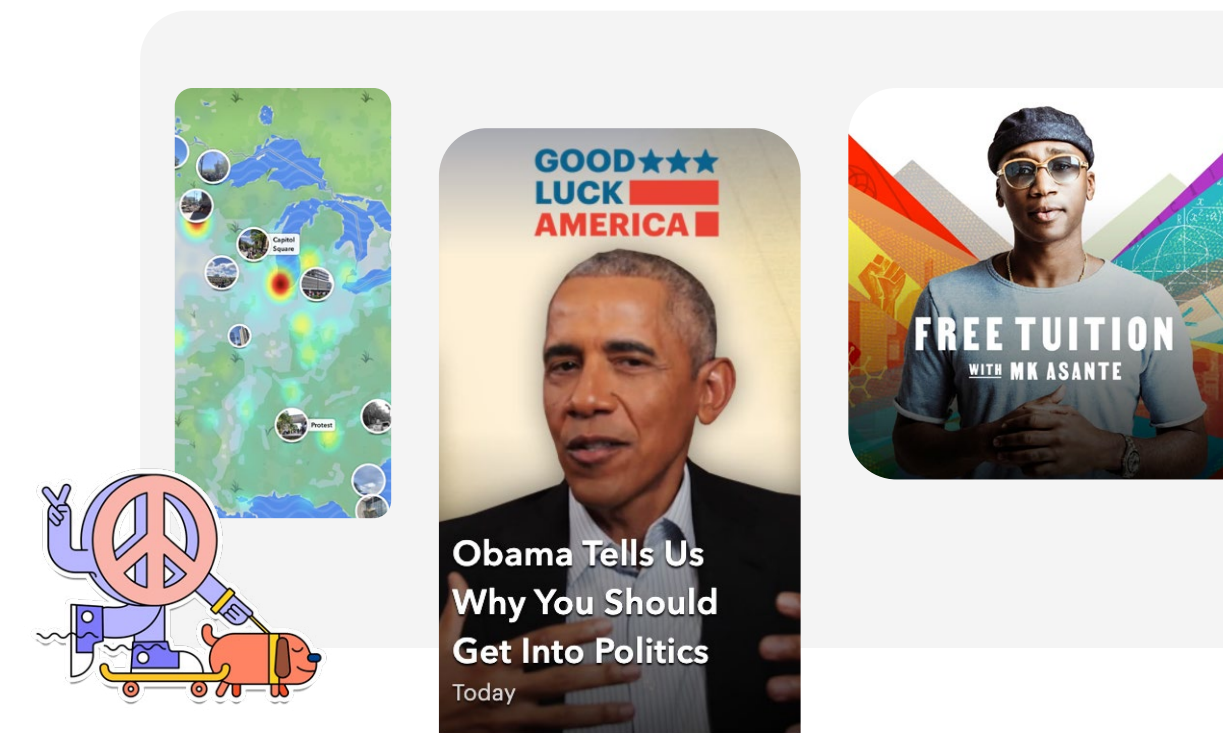 Capitol
Square
Protest
GOOD
LUCK
AMERICA
Obama Tells Us
Why You Should
Get Into Politics
Today
FREE TUITION
WITH MK ASANTE